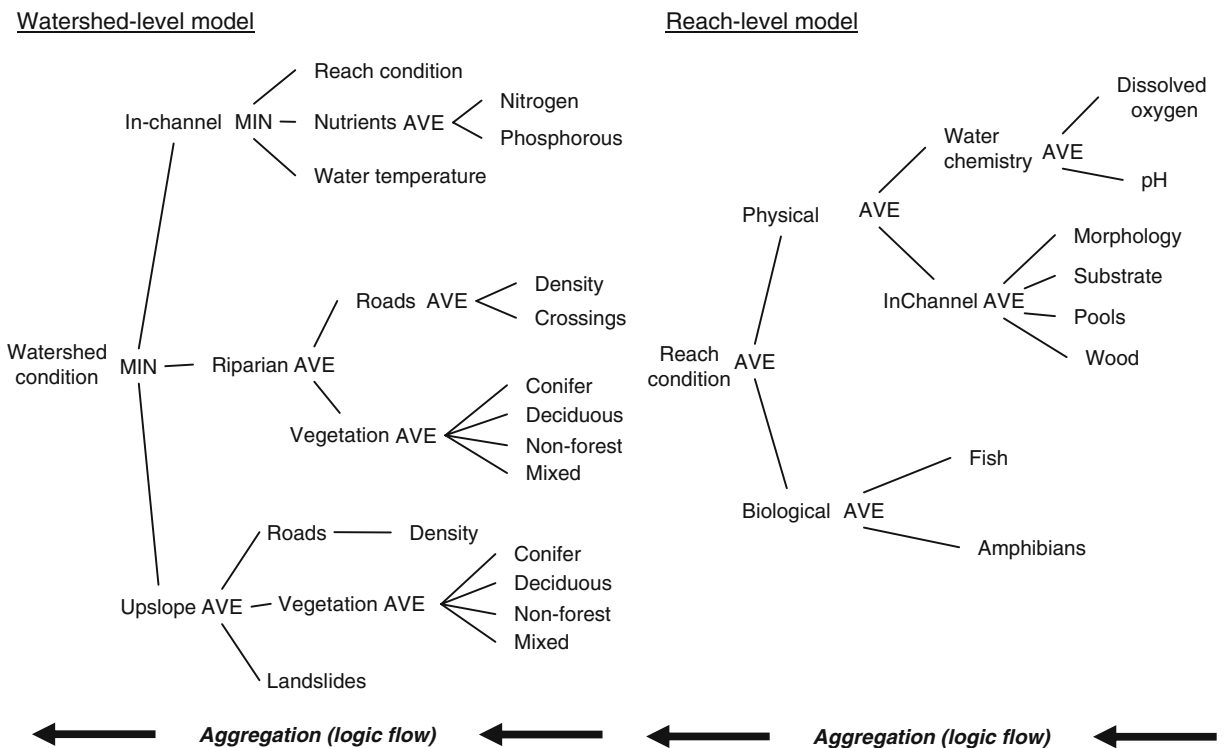 Watershed-level model
Reach condition
In-channel MIN
Nutrients AVE
Nitrogen
Phosphorous
Water temperature
Watershed
condition
MIN
Riparian AVE
Roads AVE
Density
Crossings
Vegetation AVE
Conifer
Deciduous
Non-forest
Mixed
Upslope AVE
Roads
Density
Vegetation AVE
Conifer
Deciduous
Non-forest
Mixed
Landslides
Aggregation (logic flow)
Reach-level model
Reach
condition
AVE
Physical
AVE
Water
chemistry
AVE
Dissolved
oxygen
pH
InChannel AVE
Morphology
Substrate
Pools
Wood
Biological AVE
Fish
Amphibians
Aggregation (logic flow)